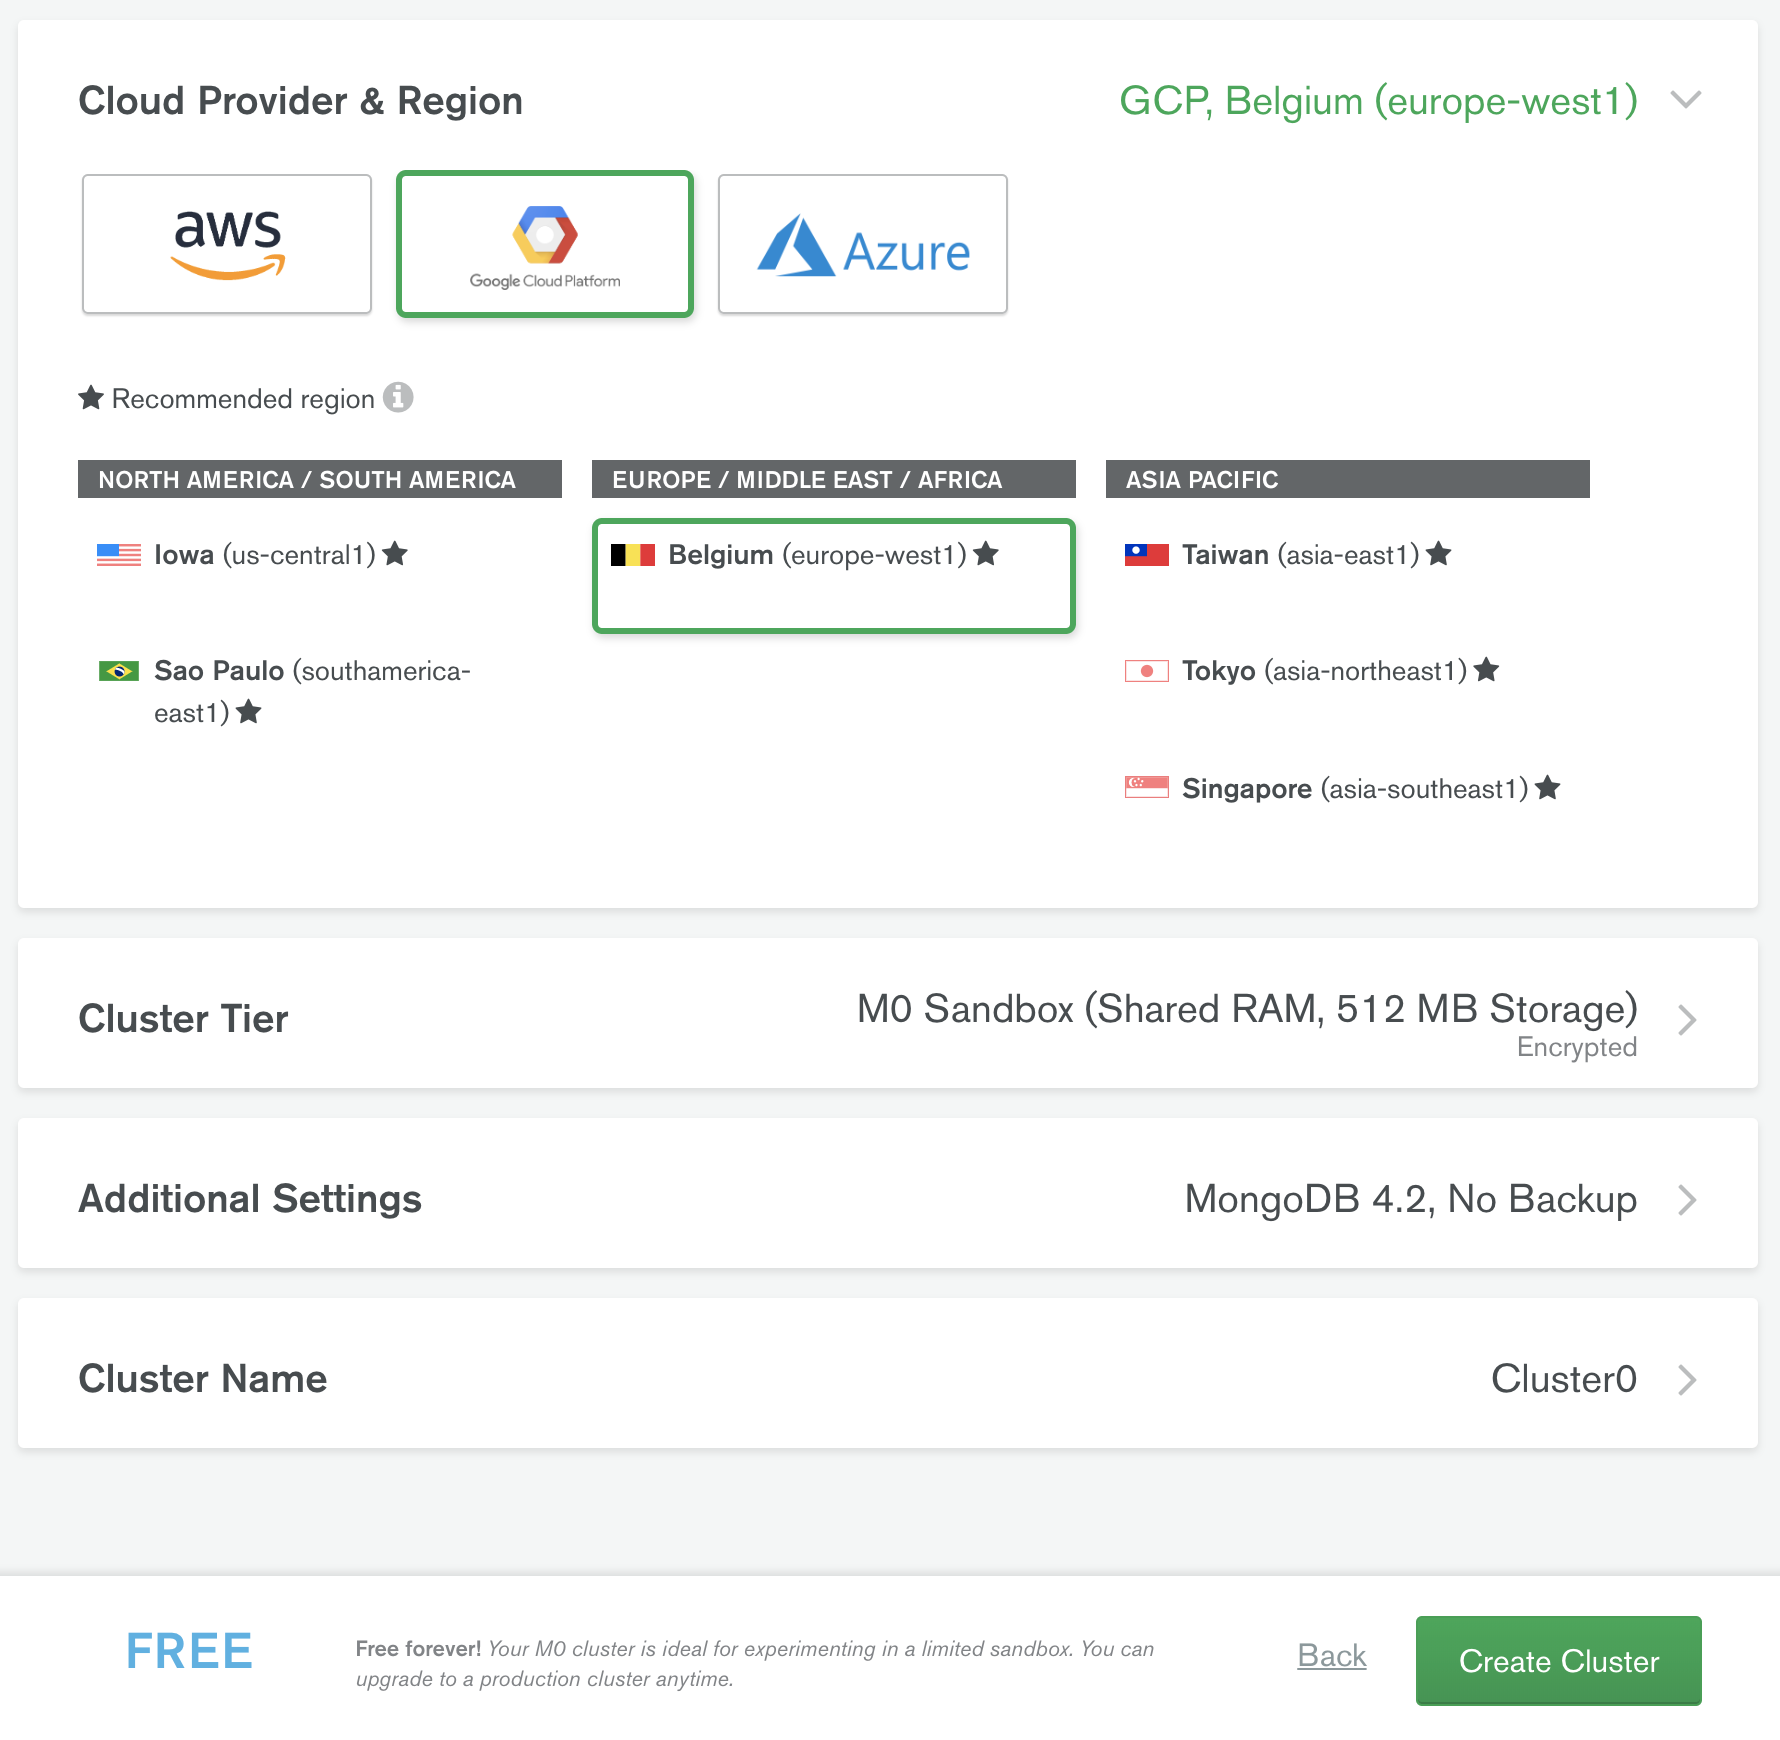 Cloud Provider & Region
GCP, Belgium (europe-west1)
aws
Google Cloud Platform
Azure
Recommended region
NORTH AMERICA / SOUTH AMERICA
Iowa (us-central1)
Sao Paulo (southamerica-
east1)
EUROPE / MIDDLE EAST / AFRICA
Belgium (europe-west1)
ASIA PACIFIC
Taiwan (asia-east1)
Tokyo (asia-northeast1)
Singapore (asia-southeast1)
Cluster Tier
M0 Sandbox (Shared RAM, 512 MB Storage)
Encrypted
Additional Settings
MongoDB 4.2, No Backup
Cluster Name
Cluster0
FREE
Free forever! Your M0 cluster is ideal for experimenting in a limited sandbox. You can
upgrade to a production cluster anytime.
Back
Create Cluster